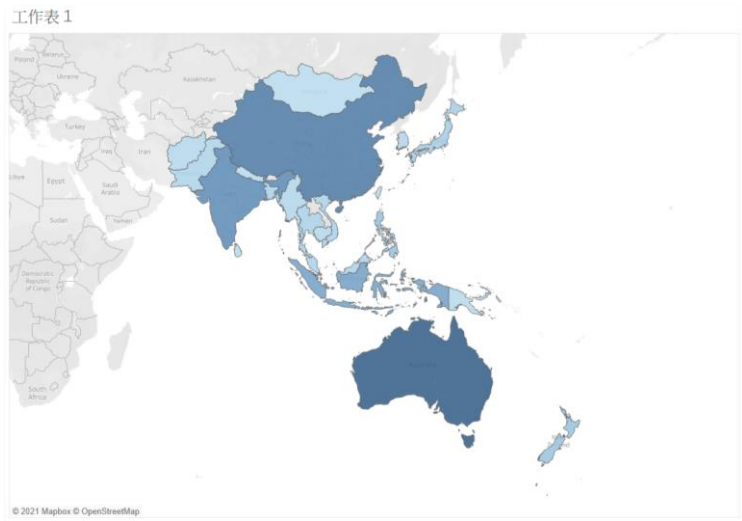 工作表 1
Poland
Belarus
Ukraine
Kazakhstan
Turkey
Iraq
Iran
Egypt
Saudi
Arabia
Sudan
Yemen
Democratic
Republic
of Congo
South
Africa
© 2021 Mapbox © OpenStreetMap